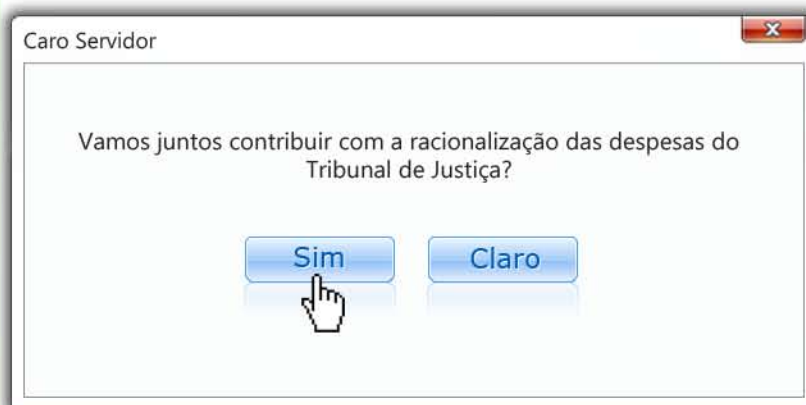 Caro Servidor
Vamos juntos contribuir com a racionalização das despesas do
Tribunal de Justiça?
Sim
Claro